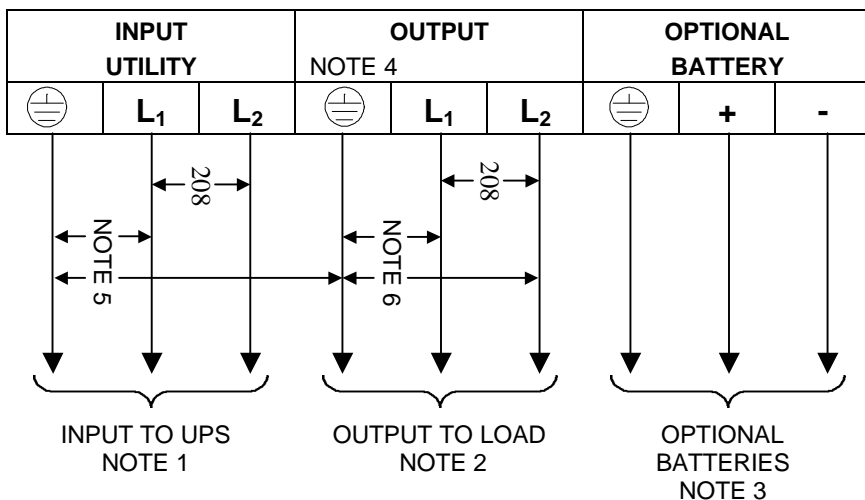 INPUT
UTILITY
OUTPUT
NOTE 4
OPTIONAL
BATTERY
L1 L2 L1 L2 + -
208
208
NOTE 5
NOTE 6
INPUT TO UPS
NOTE 1
OUTPUT TO LOAD
NOTE 2
OPTIONAL
BATTERIES
NOTE 3